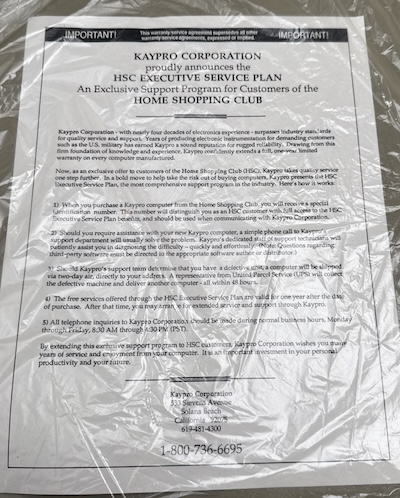 IMPORTANT! This warranty service agreement supersedes all other IMPORTANT!
warranty service agreements, expressed or implied.
KAYPRO CORPORATION
proudly announces the
HSC EXECUTIVE SERVICE PLAN
An Exclusive Support Program for Customers of the
HOME SHOPPING CLUB
Kaypro Corporation - with nearly four decades of electronics experience - surpasses industry standards
for quality service and support. Years of producing electronic instrumentation for demanding customers
such as the U.S. military has earned Kaypro a sound reputation for rugged reliability. Drawing from this
firm foundation of knowledge and experience, Kaypro confidently extends a full, one-year limited
warranty on every computer manufactured.
Now, as an exclusive offer to customers of the Home Shopping Club (HSC), Kaypro takes quality service
one step further. In a bold move to help take the risk out of buying computers, Kaypro presents the HSC
Executive Service Plan, the most comprehensive support program in the industry. Here's how it works:
1) When you purchase a Kaypro computer from the Home Shopping Club, you will receive a special
identification number. This number will distinguish you as an HSC customer with full access to the HSC
Executive Service Plan benefits, and should be used when communicating with Kaypro Corporation.
2) Should you require assistance with your new Kaypro computer, a simple phone call to Kaypro's
support department will usually solve the problem. Kaypro's dedicated staff of support technicians will
patiently assist you in diagnosing the difficulty - quickly and effortlessly. (Note: Questions regarding
third-party software must be directed to the appropriate software author or distributor.)
3) Should Kaypro's support team determine that you have a defective unit, a computer will be shipped
via two-day air, directly to your address. A representative from United Parcel Service (UPS) will collect
the defective machine and deliver another computer - all within 48 hours.
4) The free services offered through the HSC Executive Service Plan are valid for one year after the date
of purchase. After that time, you may arrange for extended service and support through Kaypro.
5) All telephone inquiries to Kaypro Corporation should be made during normal business hours, Monday
through Friday, 8:30 AM through 4:30 PM (PST).
By extending this exclusive support program to HSC customers, Kaypro Corporation wishes you many
years of service and enjoyment from your computer. It is an important investment in your personal
productivity and your future.
Kaypro Corporation
533 Stevens Avenue
Solana Beach
California 92075
619-481-4300
1-800-736-6695